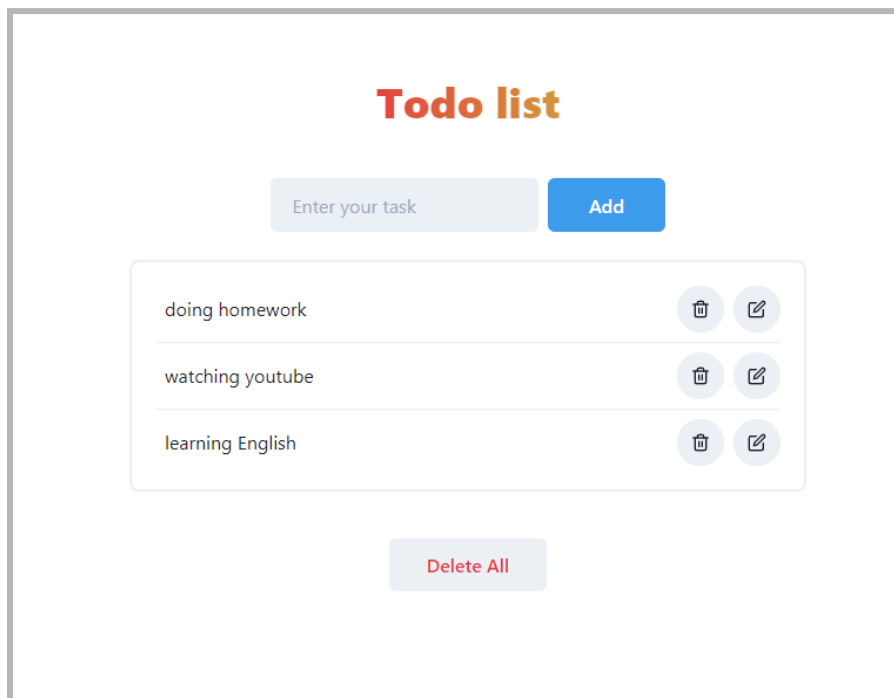 Todo list
Enter your task
Add
doing homework
watching youtube
learning English
Delete All